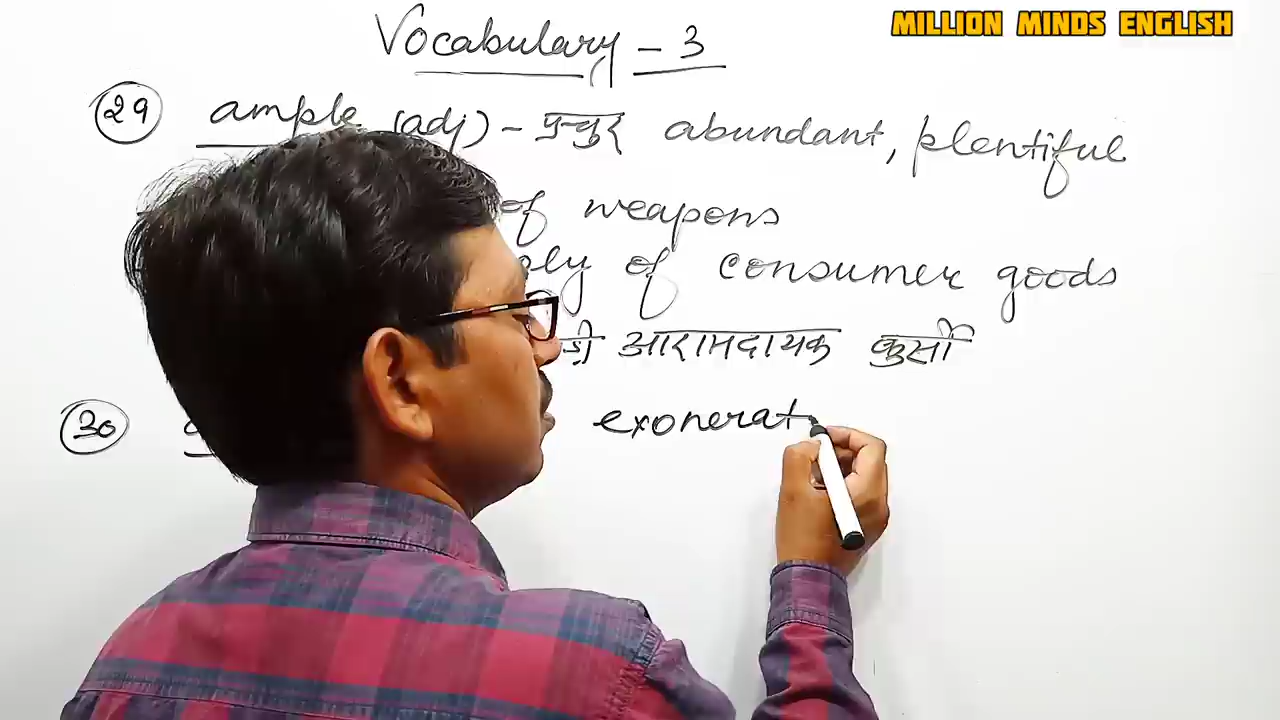 MILLION MINDS ENGLISH
Vocabulary - 3
29 ample (adj) - प्रचुर abundant, plentiful
of weapons
ply of consumer goods
आरामदायक कुर्सी
30 exonerat